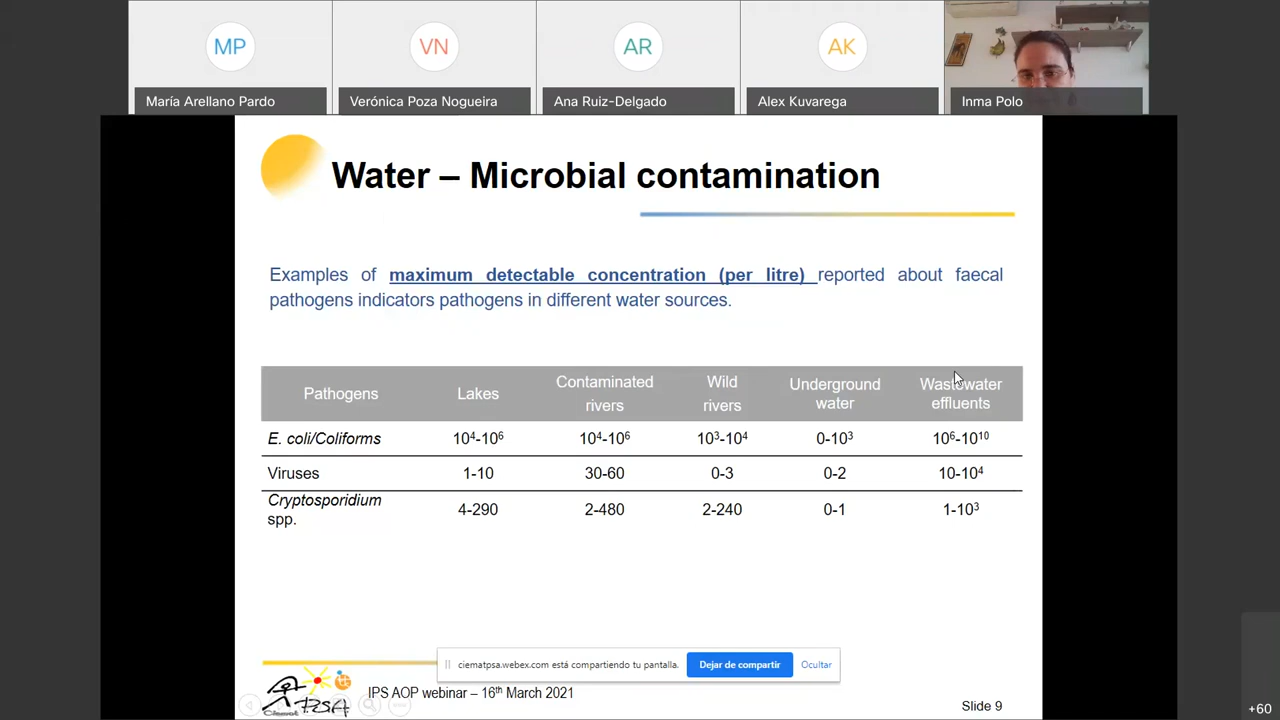 MP
VN
AR
AK
María Arellano Pardo
Verónica Poza Nogueira
Ana Ruiz-Delgado
Alex Kuvarega
Inma Polo
Water – Microbial contamination
Examples of maximum detectable concentration (per litre) reported about faecal
pathogens indicators pathogens in different water sources.
Pathogens Lakes Contaminated rivers Wild rivers Underground water Wastewater effluents
E. coli/Coliforms 10⁴-10⁶ 10⁴-10⁶ 10³-10⁴ 0-10³ 10⁶-10¹⁰
Viruses 1-10 30-60 0-3 0-2 10-10⁴
Cryptosporidium spp. 4-290 2-480 2-240 0-1 1-10³
ciematpsa.webex.com está compartiendo tu pantalla.
Dejar de compartir
Ocultar
Ciemat PSA
IPS AOP webinar – 16th March 2021
Slide 9
+60